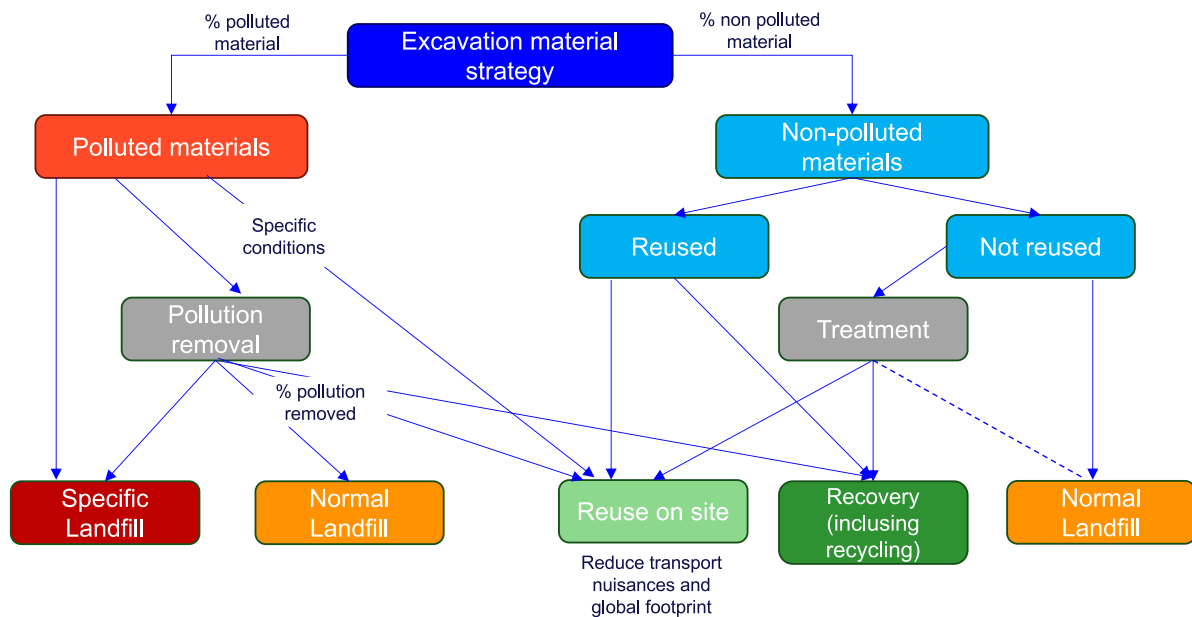 % polluted
material
Excavation material
strategy
% non polluted
material
Polluted materials
Non-polluted
materials
Specific
conditions
Reused
Not reused
Pollution
removal
Treatment
% pollution
removed
Specific
Landfill
Normal
Landfill
Reuse on site
Recovery
(inclusing
recycling)
Normal
Landfill
Reduce transport
nuisances and
global footprint